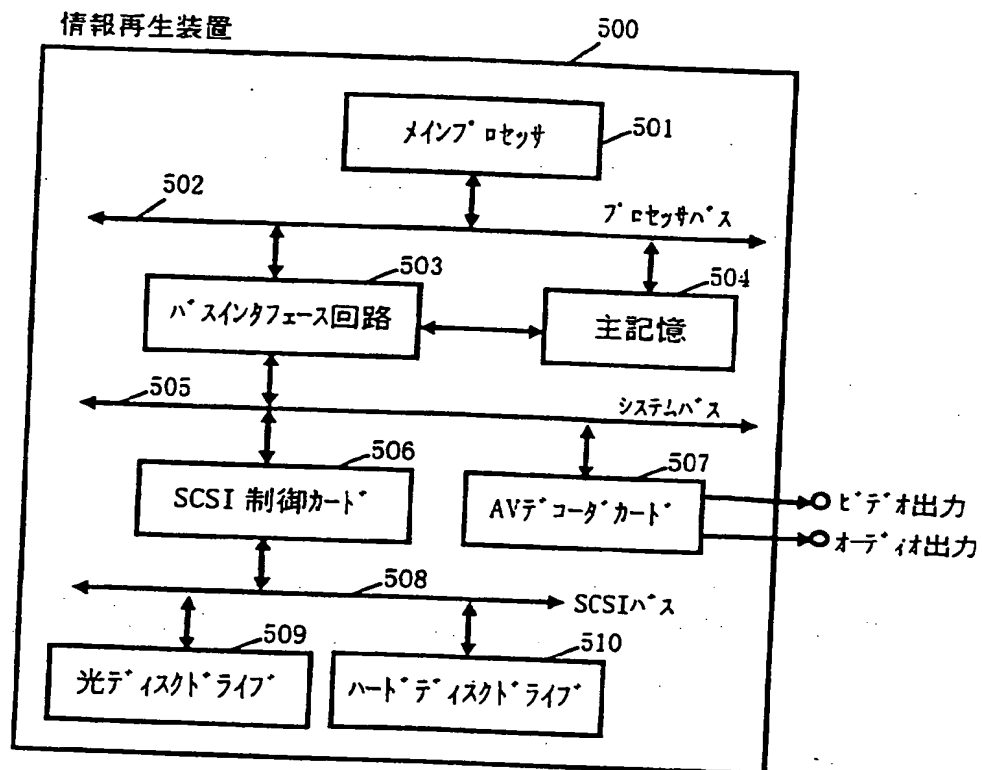 情報再生装置
500
メインプロセッサ
501
502
プロセッサバス
503
504
バスインタフェース回路
主記憶
505
システムバス
506
507
SCSI 制御カード
AVデコーダカード
ビデオ出力
オーディオ出力
508
SCSIバス
509
510
光ディスクドライブ
ハードディスクドライブ